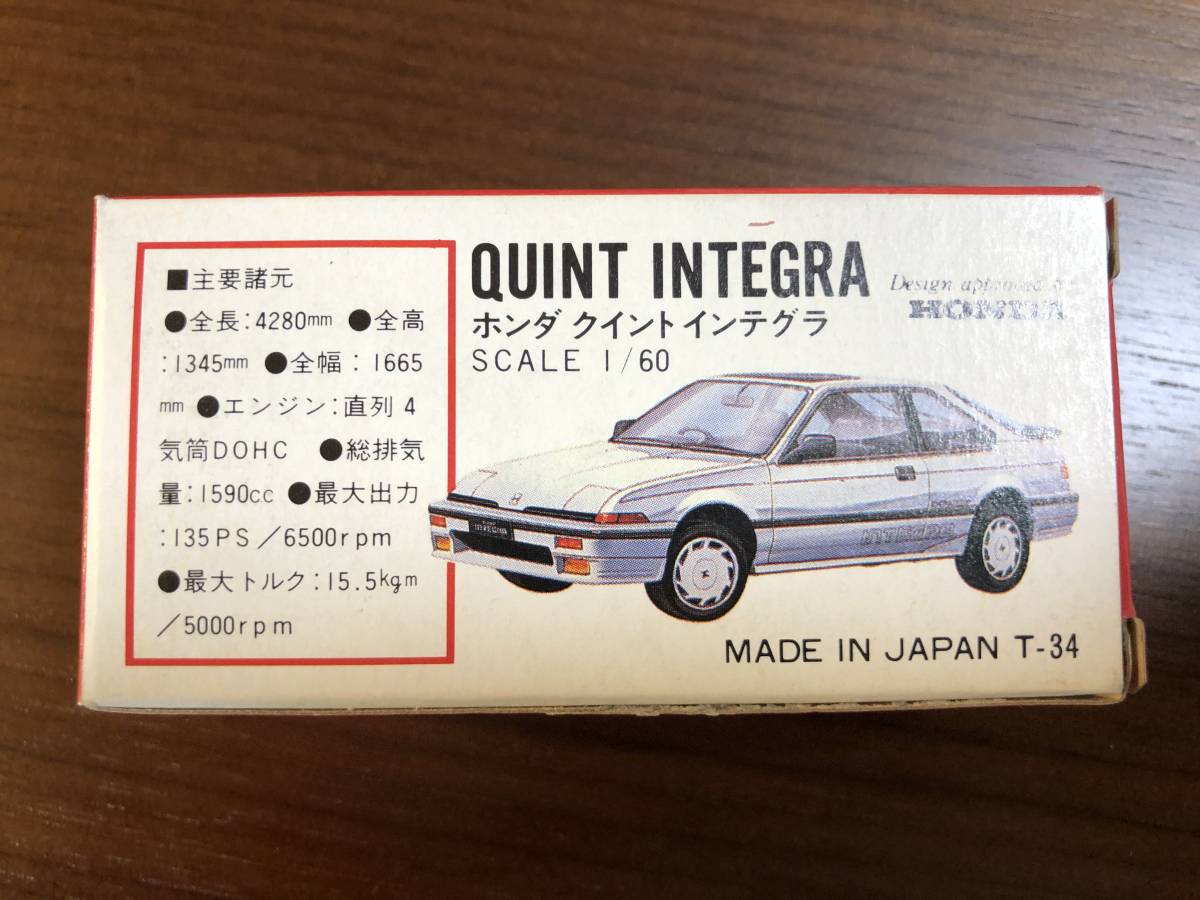 ■主要諸元
●全長:4280mm ●全高
:1345mm ●全幅:1665
mm ●エンジン:直列4
気筒DOHC ●総排気
量:1590cc ●最大出力
:135PS/6500rpm
●最大トルク:15.5kgm
/5000rpm
QUINT INTEGRA
ホンダ クイント インテグラ
SCALE 1/60
Design approved
HONDA
INTEGRA
MADE IN JAPAN T-34